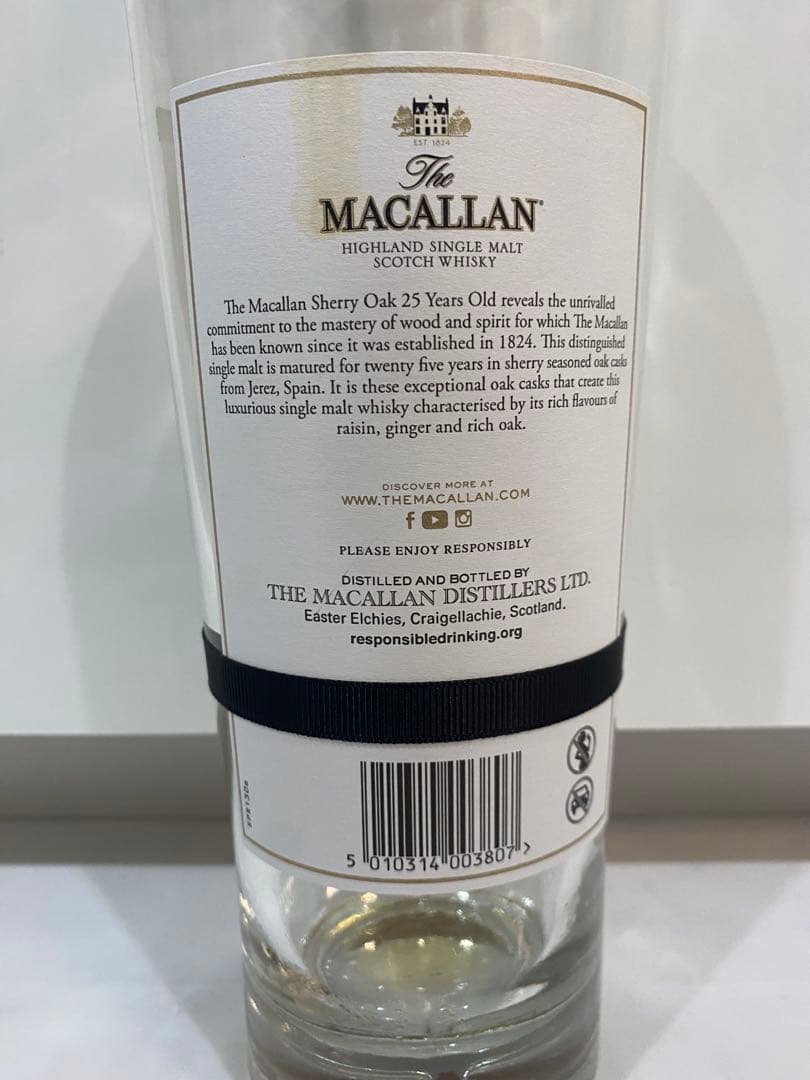 EST. 1824
The
MACALLAN
HIGHLAND SINGLE MALT
SCOTCH WHISKY
The Macallan Sherry Oak 25 Years Old reveals the unrivalled
commitment to the mastery of wood and spirit for which The Macallan
has been known since it was established in 1824. This distinguished
single malt is matured for twenty five years in sherry seasoned oak casks
from Jerez, Spain. It is these exceptional oak casks that create this
luxurious single malt whisky characterised by its rich flavours of
raisin, ginger and rich oak.
DISCOVER MORE AT
WWW.THEMACALLAN.COM
PLEASE ENJOY RESPONSIBLY
DISTILLED AND BOTTLED BY
THE MACALLAN DISTILLERS LTD.
Easter Elchies, Craigellachie, Scotland.
responsibledrinking.org
5 010314 003807 >